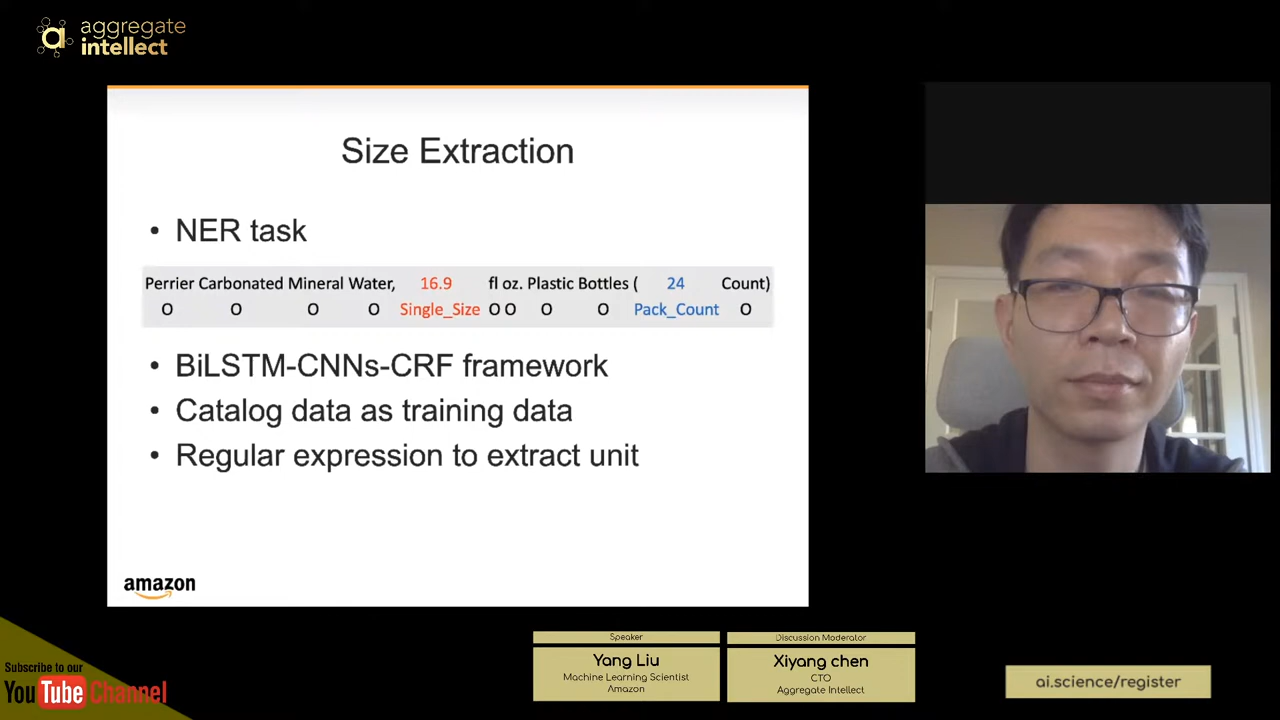 aggregate
intellect
Size Extraction
• NER task
Perrier Carbonated Mineral Water, 16.9 fl oz. Plastic Bottles ( 24 Count)
O O O O Single_Size O O O O Pack_Count O
• BiLSTM-CNNs-CRF framework
• Catalog data as training data
• Regular expression to extract unit
amazon
Speaker
Yang Liu
Machine Learning Scientist
Amazon
Discussion Moderator
Xiyang chen
CTO
Aggregate Intellect
Subscribe to our
YouTube Channel
ai.science/register